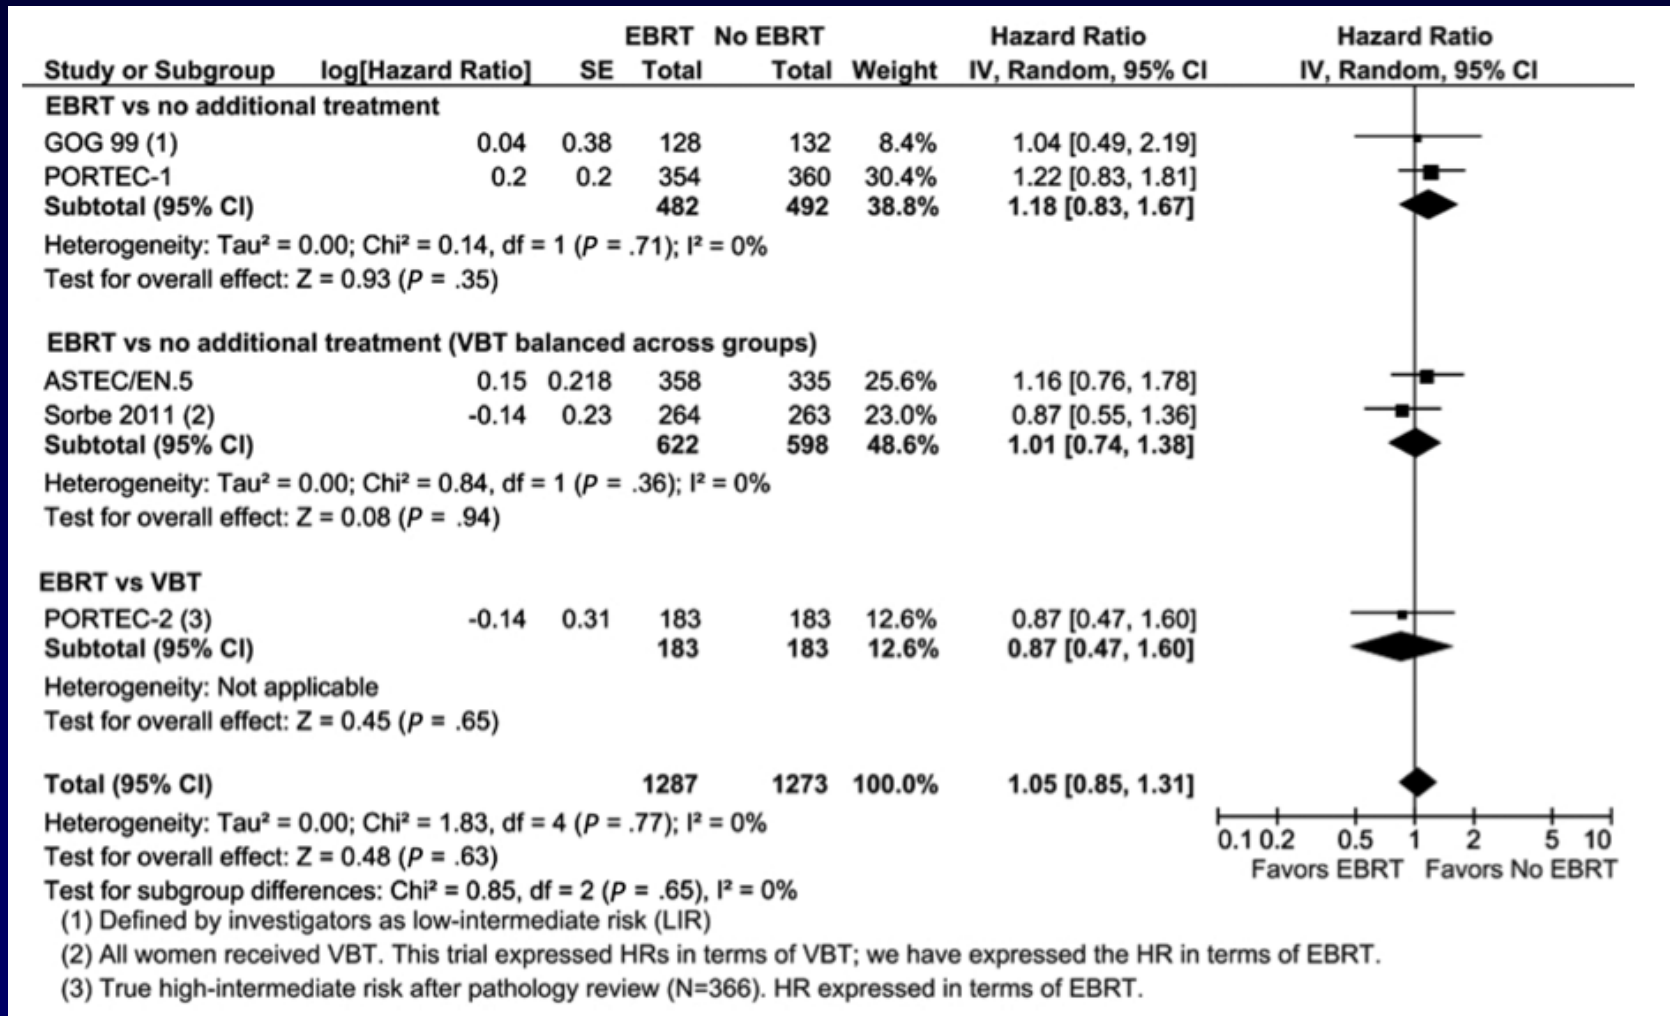 EBRT No EBRT Hazard Ratio Hazard Ratio
Study or Subgroup log[Hazard Ratio] SE Total Total Weight IV, Random, 95% CI IV, Random, 95% CI
EBRT vs no additional treatment
GOG 99 (1) 0.04 0.38 128 132 8.4% 1.04 [0.49, 2.19]
PORTEC-1 0.2 0.2 354 360 30.4% 1.22 [0.83, 1.81]
Subtotal (95% CI) 482 492 38.8% 1.18 [0.83, 1.67]
Heterogeneity: Tau² = 0.00; Chi² = 0.14, df = 1 (P = .71); I² = 0%
Test for overall effect: Z = 0.93 (P = .35)
EBRT vs no additional treatment (VBT balanced across groups)
ASTEC/EN.5 0.15 0.218 358 335 25.6% 1.16 [0.76, 1.78]
Sorbe 2011 (2) -0.14 0.23 264 263 23.0% 0.87 [0.55, 1.36]
Subtotal (95% CI) 622 598 48.6% 1.01 [0.74, 1.38]
Heterogeneity: Tau² = 0.00; Chi² = 0.84, df = 1 (P = .36); I² = 0%
Test for overall effect: Z = 0.08 (P = .94)
EBRT vs VBT
PORTEC-2 (3) -0.14 0.31 183 183 12.6% 0.87 [0.47, 1.60]
Subtotal (95% CI) 183 183 12.6% 0.87 [0.47, 1.60]
Heterogeneity: Not applicable
Test for overall effect: Z = 0.45 (P = .65)
Total (95% CI) 1287 1273 100.0% 1.05 [0.85, 1.31]
Heterogeneity: Tau² = 0.00; Chi² = 1.83, df = 4 (P = .77); I² = 0%
0.1 0.2 0.5 1 2 5 10
Test for overall effect: Z = 0.48 (P = .63)
Favors EBRT Favors No EBRT
Test for subgroup differences: Chi² = 0.85, df = 2 (P = .65), I² = 0%
(1) Defined by investigators as low-intermediate risk (LIR)
(2) All women received VBT. This trial expressed HRs in terms of VBT; we have expressed the HR in terms of EBRT.
(3) True high-intermediate risk after pathology review (N=366). HR expressed in terms of EBRT.